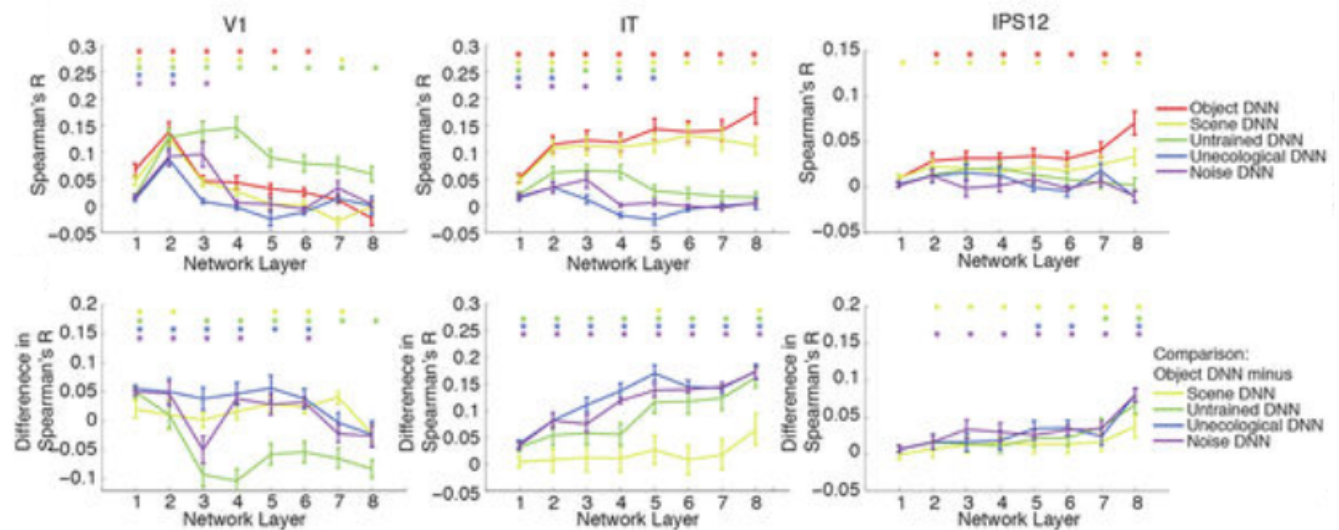 V1
IT
IPS12
0.3
0.25
0.2
0.15
0.1
0.05
0
−0.05
Spearman's R
1 2 3 4 5 6 7 8
Network Layer
0.3
0.25
0.2
0.15
0.1
0.05
0
−0.05
Spearman's R
1 2 3 4 5 6 7 8
Network Layer
0.15
0.1
0.05
0
−0.05
Spearman's R
1 2 3 4 5 6 7 8
Network Layer
Object DNN
Scene DNN
Untrained DNN
Unecological DNN
Noise DNN
0.2
0.15
0.1
0.05
0
−0.05
−0.1
Differenece in
Spearman's R
1 2 3 4 5 6 7 8
Network Layer
0.3
0.25
0.2
0.15
0.1
0.05
0
−0.05
Differenece in
Spearman's R
1 2 3 4 5 6 7 8
Network Layer
0.2
0.15
0.1
0.05
0
−0.05
Differenece in
Spearman's R
1 2 3 4 5 6 7 8
Network Layer
Comparison:
Object DNN minus
Scene DNN
Untrained DNN
Unecological DNN
Noise DNN